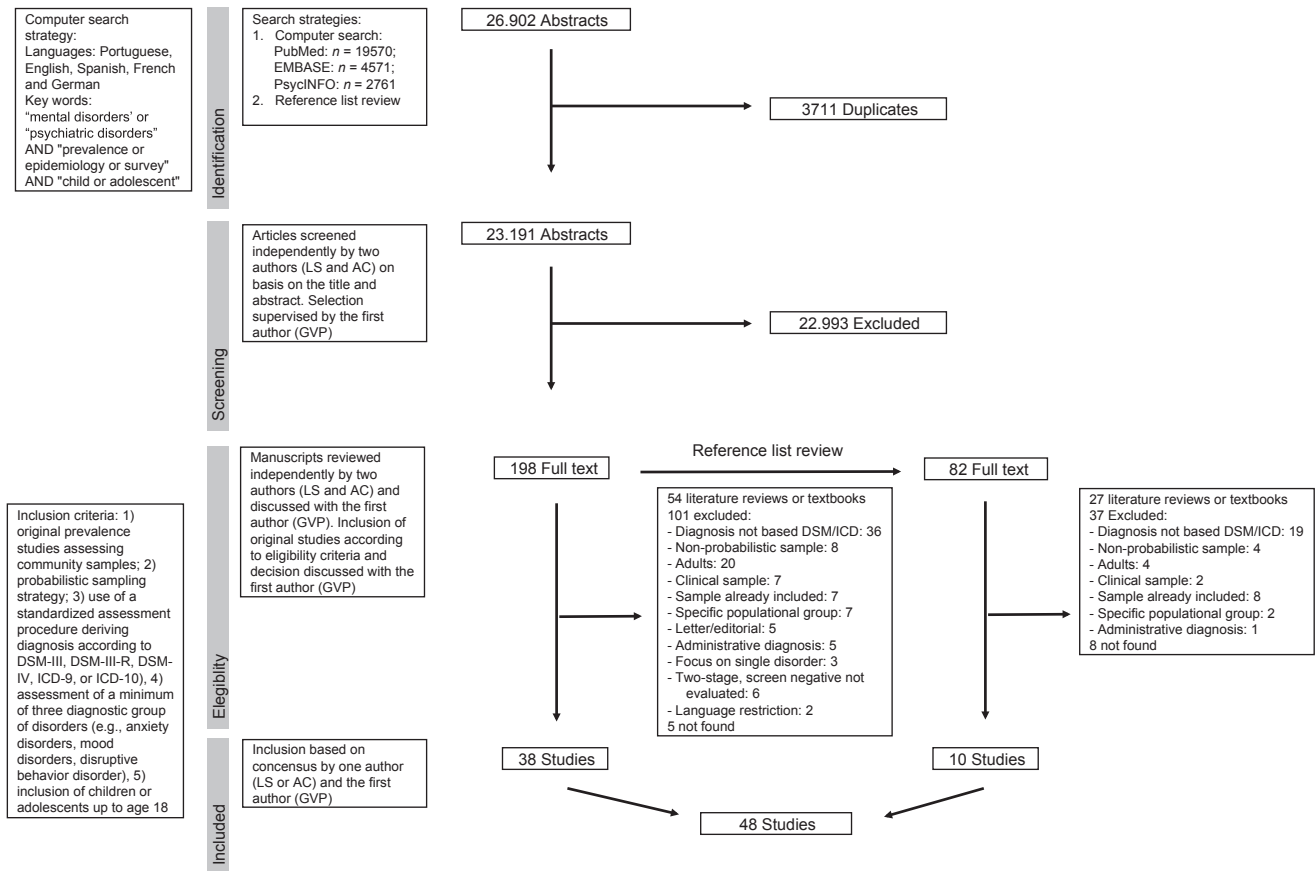 Computer search
strategy:
Languages: Portuguese,
English, Spanish, French
and German
Key words:
“mental disorders’ or
“psychiatric disorders”
AND "prevalence or
epidemiology or survey"
AND "child or adolescent"
Identification
Search strategies:
1. Computer search:
PubMed: n = 19570;
EMBASE: n = 4571;
PsycINFO: n = 2761
2. Reference list review
26.902 Abstracts
3711 Duplicates
Screening
Articles screened
independently by two
authors (LS and AC) on
basis on the title and
abstract. Selection
supervised by the first
author (GVP)
23.191 Abstracts
22.993 Excluded
Inclusion criteria: 1)
original prevalence
studies assessing
community samples; 2)
probabilistic sampling
strategy; 3) use of a
standardized assessment
procedure deriving
diagnosis according to
DSM-III, DSM-III-R, DSM-
IV, ICD-9, or ICD-10), 4)
assessment of a minimum
of three diagnostic group
of disorders (e.g., anxiety
disorders, mood
disorders, disruptive
behavior disorder), 5)
inclusion of children or
adolescents up to age 18
Elegiblity
Manuscripts reviewed
independently by two
authors (LS and AC) and
discussed with the first
author (GVP). Inclusion of
original studies according
to eligibility criteria and
decision discussed with the
first author (GVP)
198 Full text
Reference list review
82 Full text
54 literature reviews or textbooks
101 excluded:
- Diagnosis not based DSM/ICD: 36
- Non-probabilistic sample: 8
- Adults: 20
- Clinical sample: 7
- Sample already included: 7
- Specific populational group: 7
- Letter/editorial: 5
- Administrative diagnosis: 5
- Focus on single disorder: 3
- Two-stage, screen negative not
evaluated: 6
- Language restriction: 2
5 not found
27 literature reviews or textbooks
37 Excluded:
- Diagnosis not based DSM/ICD: 19
- Non-probabilistic sample: 4
- Adults: 4
- Clinical sample: 2
- Sample already included: 8
- Specific populational group: 2
- Administrative diagnosis: 1
8 not found
Included
Inclusion based on
consensus by one author
(LS or AC) and the first
author (GVP)
38 Studies
10 Studies
48 Studies